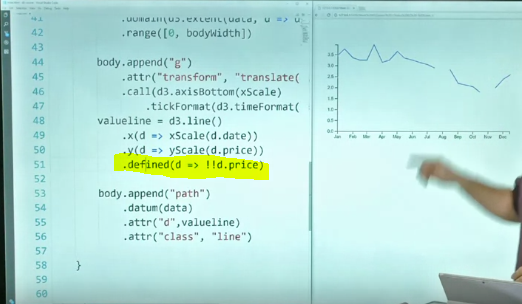 41 .domain(d3.extent(data, d =>
42 .range([0, bodyWidth])
43
44 body.append("g")
45 .attr("transform", "translate(
46 .call(d3.axisBottom(xScale)
47 .tickFormat(d3.timeFormat(
48 valueline = d3.line()
49 .x(d => xScale(d.date))
50 .y(d => yScale(d.price))
51 .defined(d => !!d.price)
52
53 body.append("path")
54 .datum(data)
55 .attr("d",valueline)
56 .attr("class", "line")
57
58 }
59
60
3.5
3.0
2.5
2.0
1.5
1.0
0.5
0.0
Jan Feb Mar Apr May Jun Jul Aug Sep Oct Nov Dec